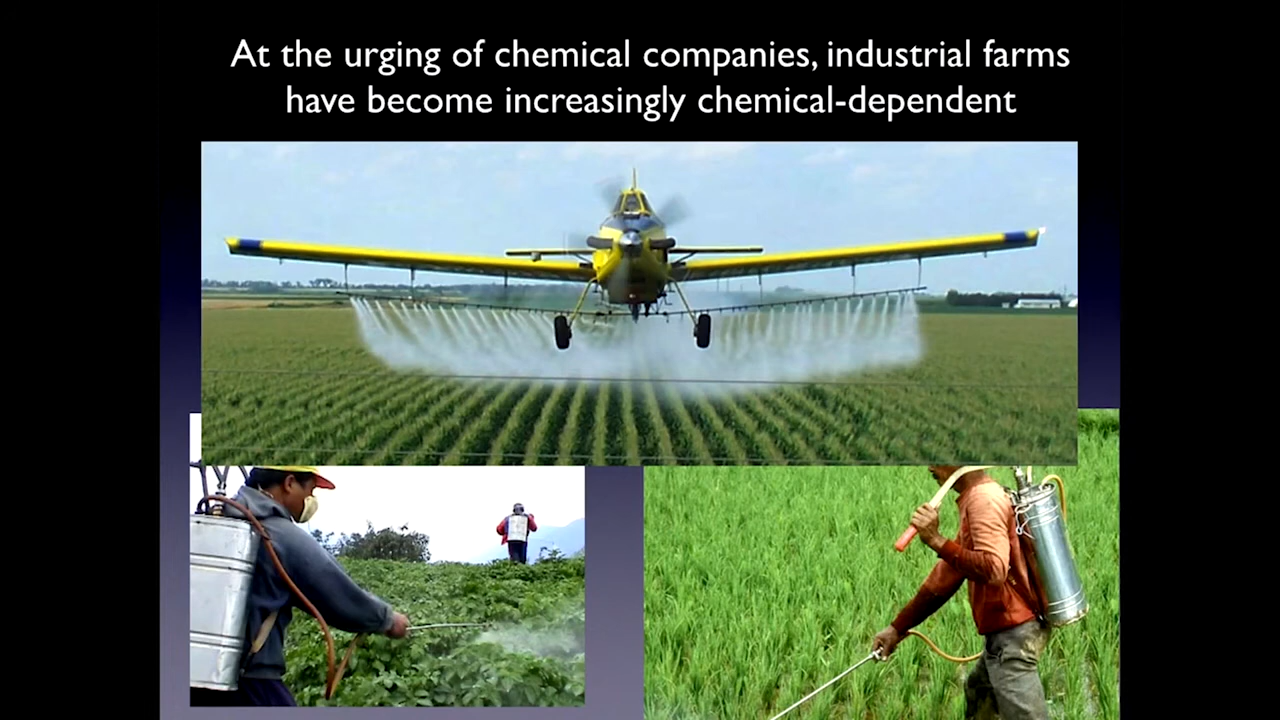 At the urging of chemical companies, industrial farms
have become increasingly chemical-dependent